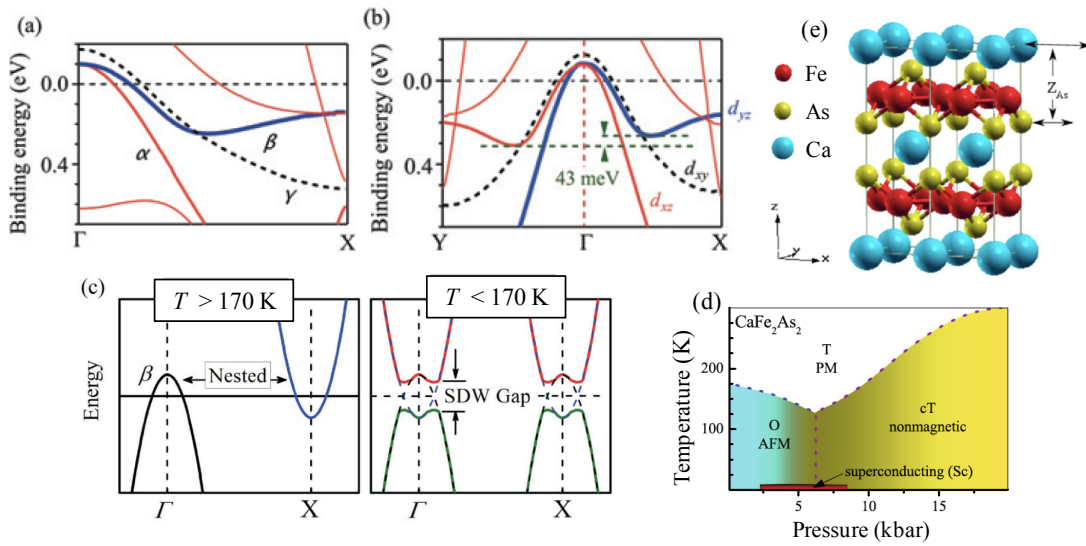 (a)
Binding energy (eV)
0.0
0.4
α
β
γ
Γ
X
(b)
Binding energy (eV)
0.0
0.4
43 meV
d_yz
d_xy
d_xz
Y
Γ
X
(e)
Fe
As
Ca
Z_As
z
y
x
(c)
T > 170 K
T < 170 K
Energy
β
Nested
SDW Gap
Γ
X
Γ
X
(d)
CaFe₂As₂
Temperature (K)
200
100
T
PM
O
AFM
cT
nonmagnetic
superconducting (Sc)
5
10
15
Pressure (kbar)